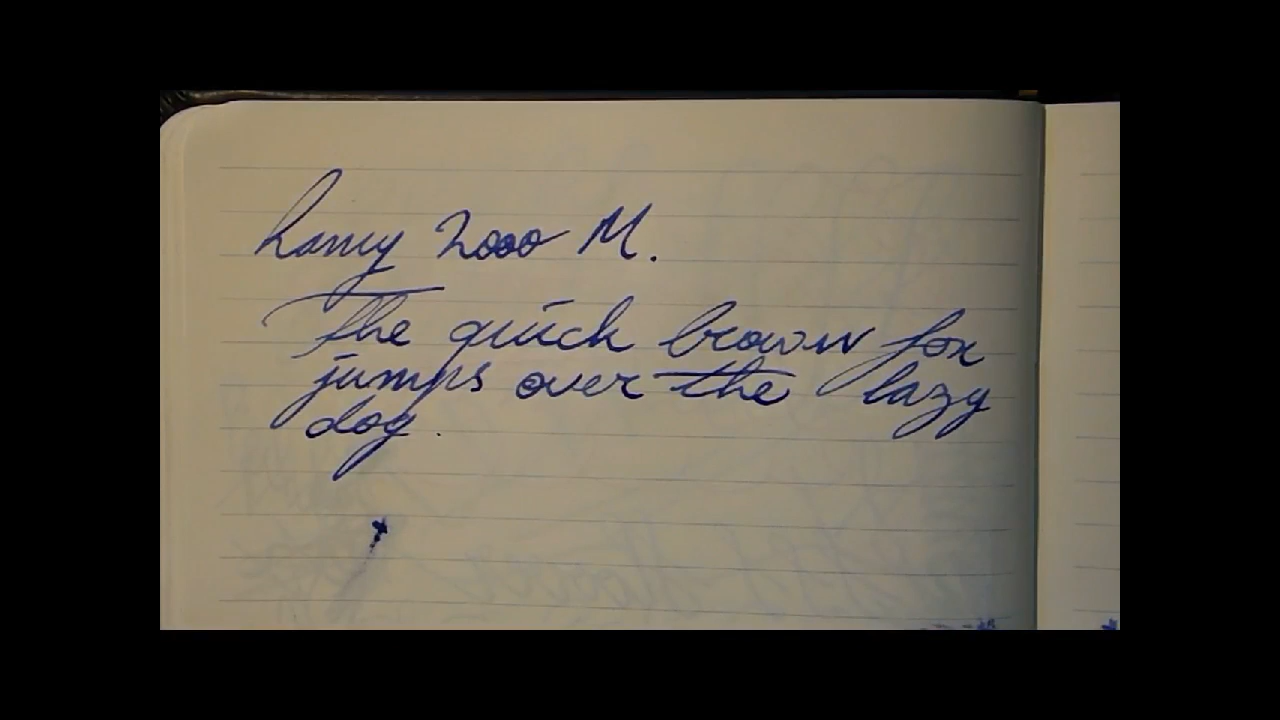 Lamy 2000 M.
The quick brown fox
jumps over the lazy
dog.